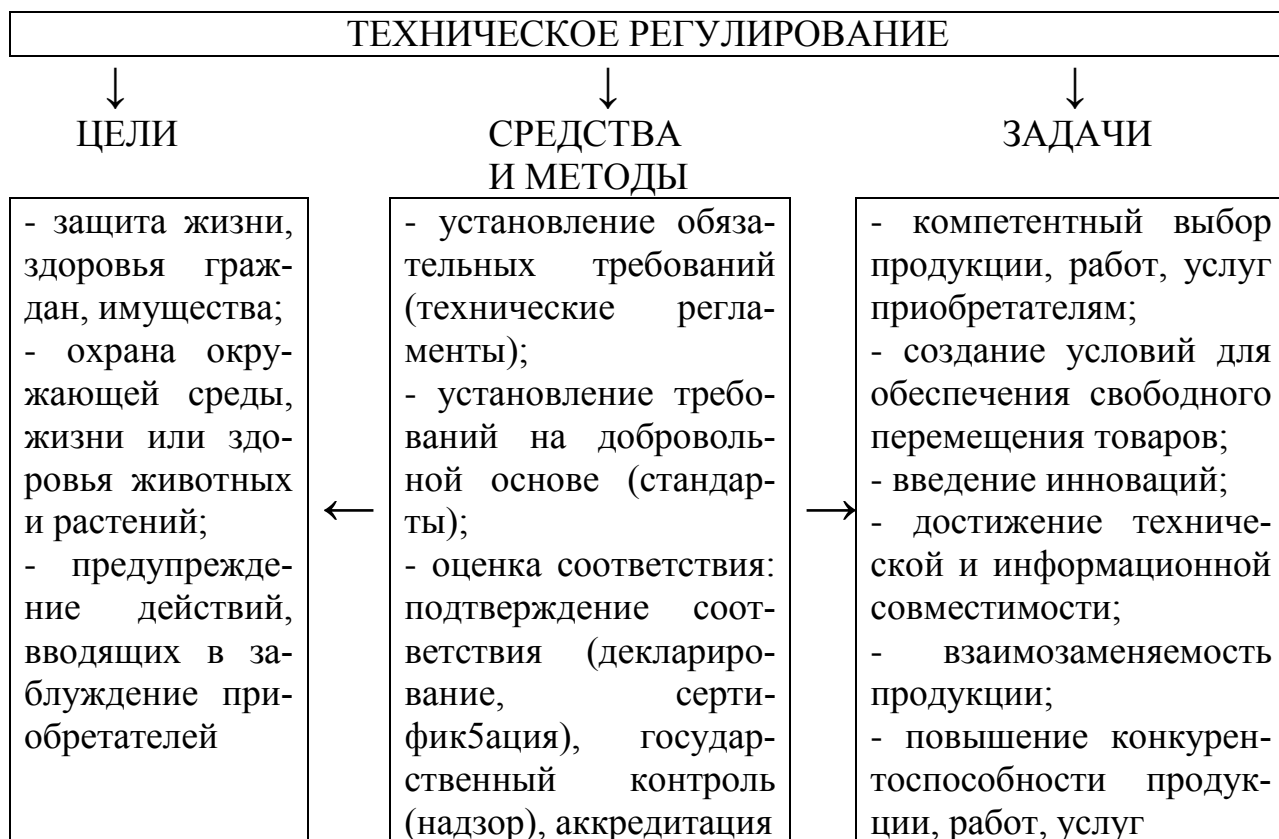 ТЕХНИЧЕСКОЕ РЕГУЛИРОВАНИЕ
↓ ↓ ↓
ЦЕЛИ
СРЕДСТВА
И МЕТОДЫ
ЗАДАЧИ
- защита жизни,
здоровья граж-
дан, имущества;
- охрана окру-
жающей среды,
жизни или здо-
ровья животных
и растений;
- предупрежде-
ние действий,
вводящих в за-
блуждение при-
обретателей
←
- установление обяза-
тельных требований
(технические регла-
менты);
- установление требо-
ваний на доброволь-
ной основе (стандар-
ты);
- оценка соответствия:
подтверждение соот-
ветствия (деклариро-
вание, серти-
фик5ация), государ-
ственный контроль
(надзор), аккредитация
→
- компетентный выбор
продукции, работ, услуг
приобретателям;
- создание условий для
обеспечения свободного
перемещения товаров;
- введение инноваций;
- достижение техниче-
ской и информационной
совместимости;
- взаимозаменяемость
продукции;
- повышение конкурен-
тоспособности продук-
ции, работ, услуг